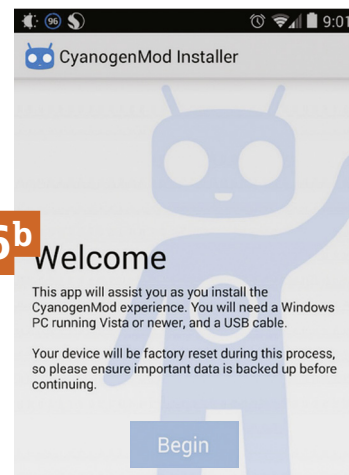 96 9:01
CyanogenMod Installer
6b
Welcome
This app will assist you as you install the
CyanogenMod experience. You will need a Windows
PC running Vista or newer, and a USB cable.
Your device will be factory reset during this process,
so please ensure important data is backed up before
continuing.
Begin